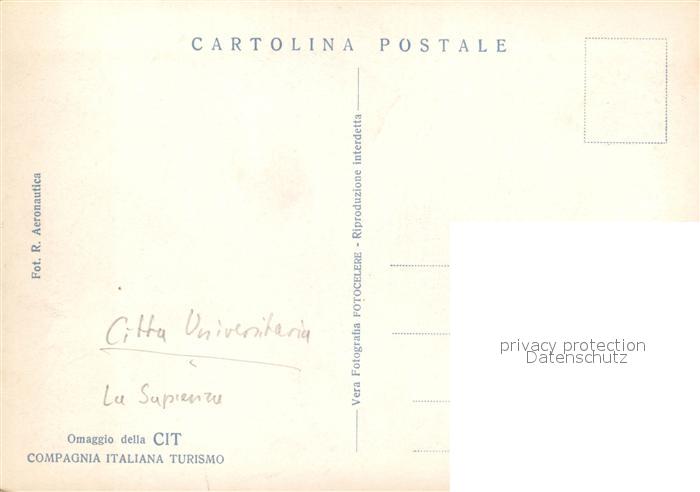 CARTOLINA POSTALE
Fot. R. Aeronautica
Vera Fotografia FOTOCELERE - Riproduzione interdetta
Citta Universitaria
La Sapienza
Omaggio della CIT
COMPAGNIA ITALIANA TURISMO
privacy protection
Datenschutz